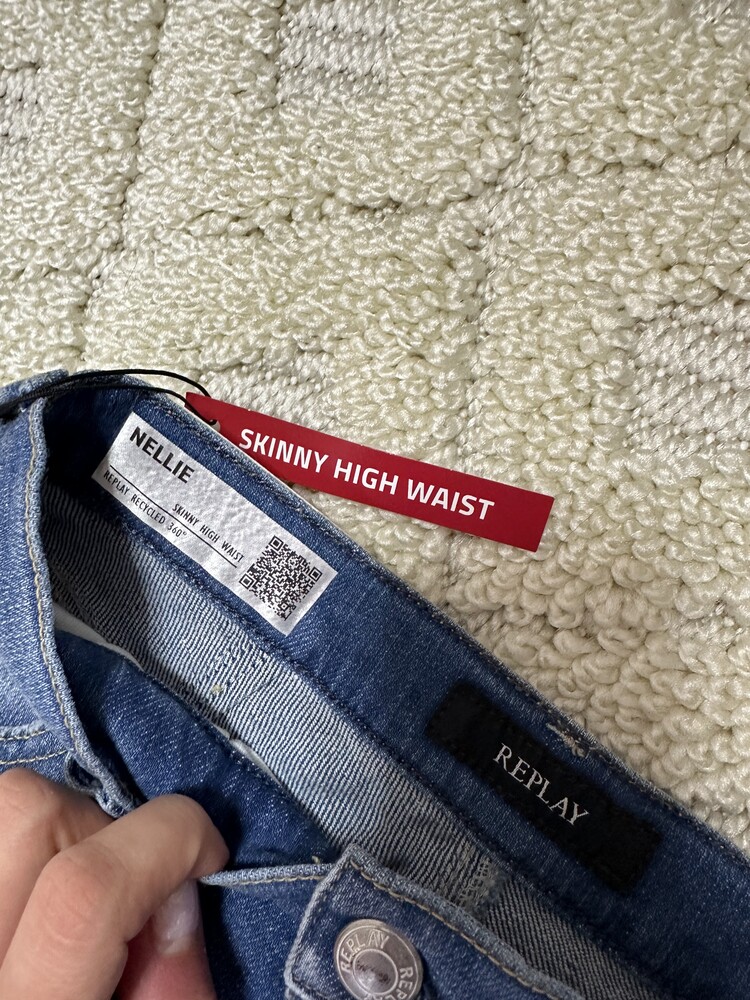 SKINNY HIGH WAIST
NELLIE
SKINNY HIGH WAIST
REPLAY RECYCLED 360°
REPLAY
REPLAY